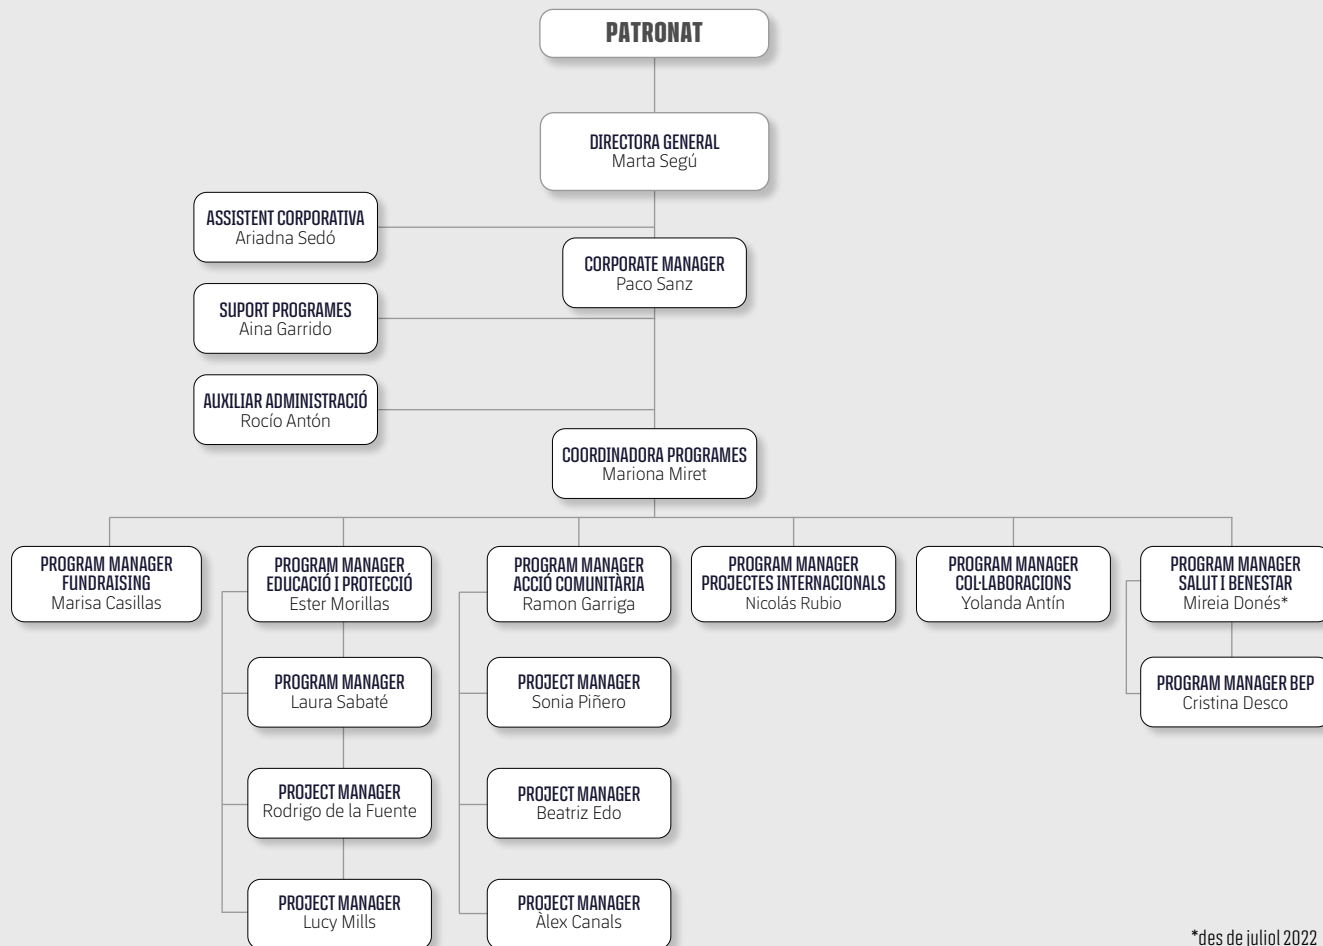 PATRONAT
DIRECTORA GENERAL
Marta Segú
ASSISTENT CORPORATIVA
Ariadna Sedó
CORPORATE MANAGER
Paco Sanz
SUPORT PROGRAMES
Aina Garrido
AUXILIAR ADMINISTRACIÓ
Rocío Antón
COORDINADORA PROGRAMES
Mariona Miret
PROGRAM MANAGER
FUNDRAISING
Marisa Casillas
PROGRAM MANAGER
EDUCACIÓ I PROTECCIÓ
Ester Morillas
PROGRAM MANAGER
ACCIÓ COMUNITÀRIA
Ramon Garriga
PROGRAM MANAGER
PROJECTES INTERNACIONALS
Nicolás Rubio
PROGRAM MANAGER
COL·LABORACIONS
Yolanda Antín
PROGRAM MANAGER
SALUT I BENESTAR
Mireia Donés*
PROGRAM MANAGER
Laura Sabaté
PROJECT MANAGER
Sonia Piñero
PROGRAM MANAGER BEP
Cristina Desco
PROJECT MANAGER
Rodrigo de la Fuente
PROJECT MANAGER
Beatriz Edo
PROJECT MANAGER
Lucy Mills
PROJECT MANAGER
Àlex Canals
*des de juliol 2022